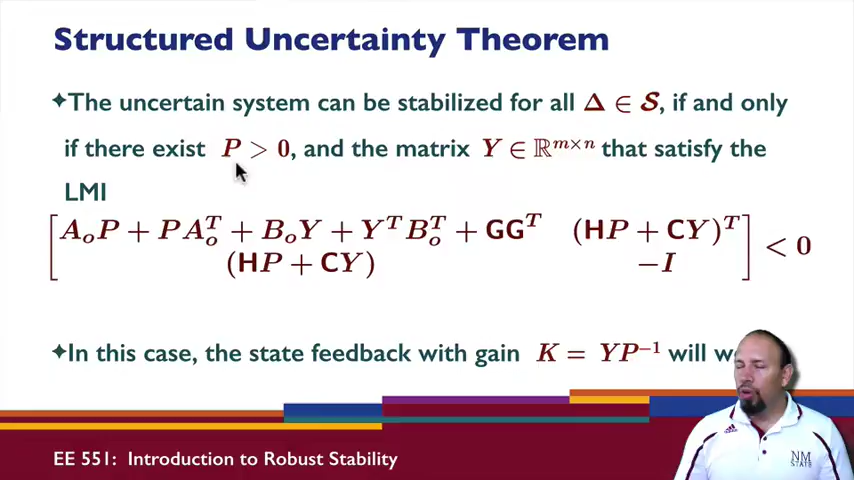 Structured Uncertainty Theorem
✦The uncertain system can be stabilized for all Δ ∈ 𝓢, if and only
if there exist P > 0, and the matrix Y ∈ ℝ^{m×n} that satisfy the
LMI
[ A_oP + PA_o^T + B_oY + Y^TB_o^T + GG^T (HP + CY)^T
(HP + CY) −I ] < 0
✦In this case, the state feedback with gain K = YP^{−1} will
EE 551: Introduction to Robust Stability
NM
STATE